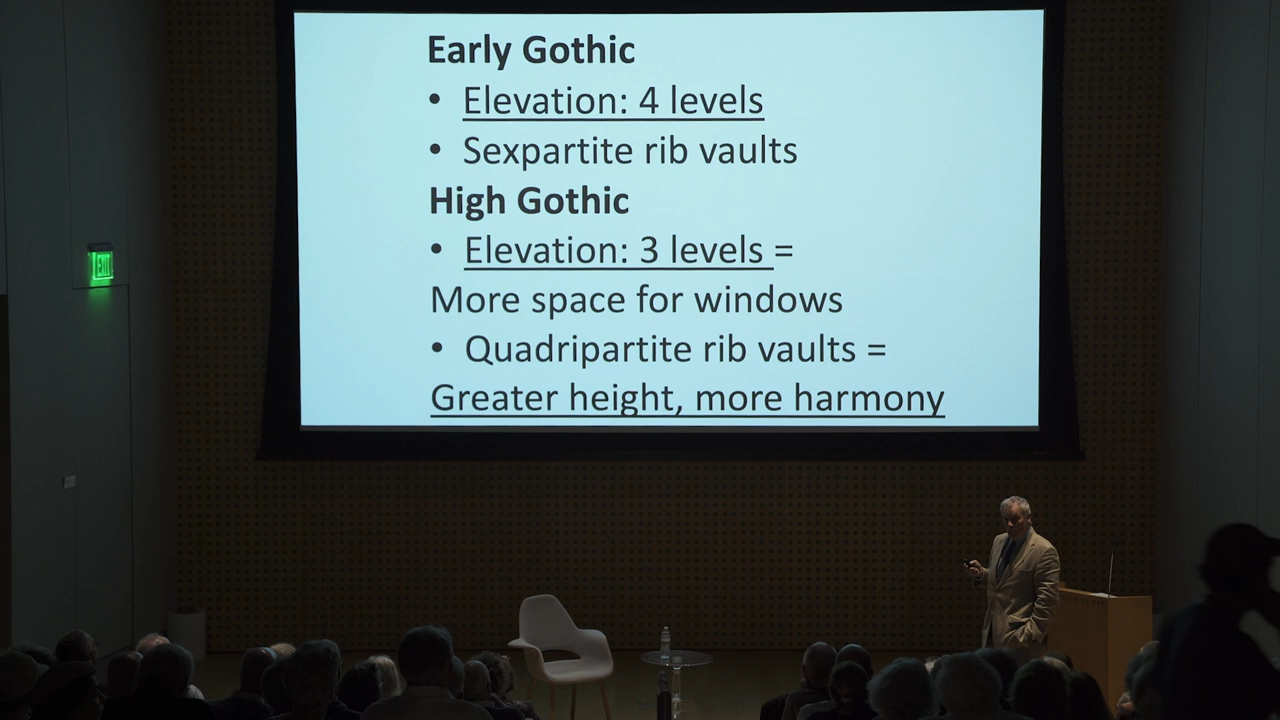 Early Gothic
• Elevation: 4 levels
• Sexpartite rib vaults
High Gothic
• Elevation: 3 levels =
More space for windows
• Quadripartite rib vaults =
Greater height, more harmony
EXIT